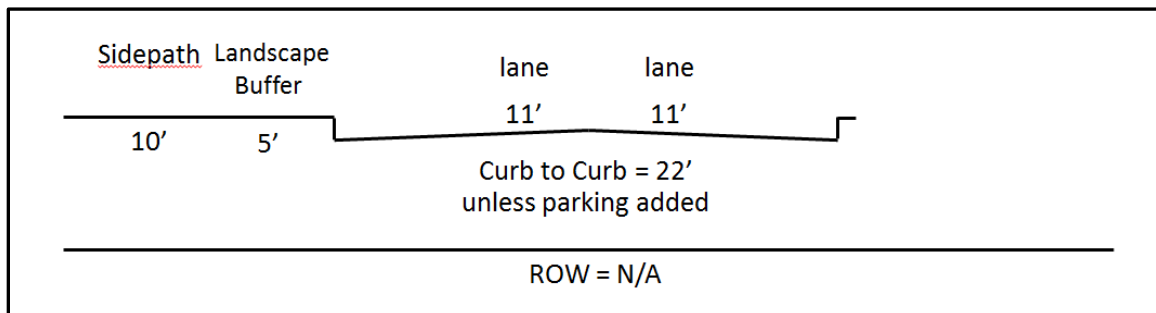 Sidepath Landscape
Buffer
lane lane
11’ 11’
10’ 5’
Curb to Curb = 22’
unless parking added
ROW = N/A